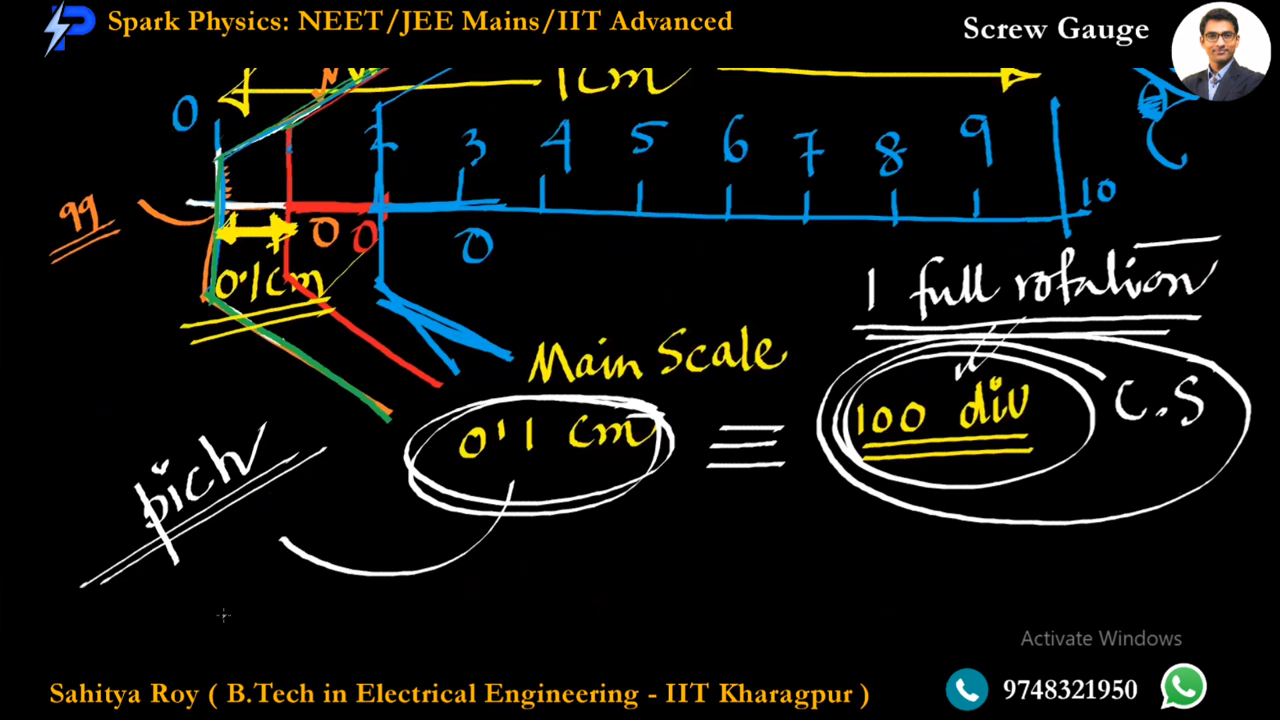 Spark Physics: NEET/JEE Mains/IIT Advanced
Screw Gauge
1cm
0 2 3 4 5 6 7 8 9 10
99
0 0 0
0.1cm
1 full rotation
Main Scale
0.1 cm ≡ 100 div C.S
pich
Activate Windows
Sahitya Roy ( B.Tech in Electrical Engineering - IIT Kharagpur )
9748321950